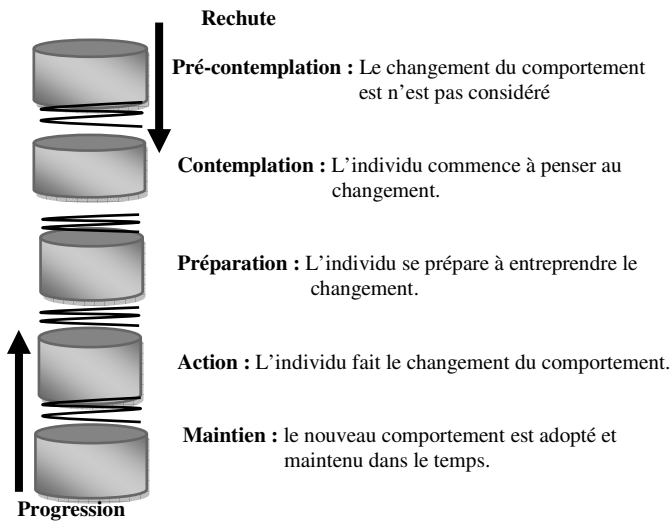 Rechute
Pré-contemplation : Le changement du comportement
est n’est pas considéré
Contemplation : L’individu commence à penser au
changement.
Préparation : L’individu se prépare à entreprendre le
changement.
Action : L’individu fait le changement du comportement.
Maintien : le nouveau comportement est adopté et
maintenu dans le temps.
Progression